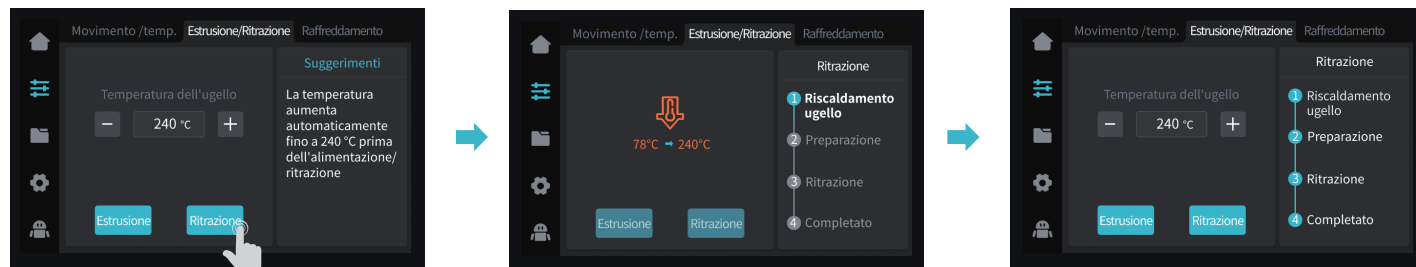 Movimento /temp. Estrusione/Ritrazione Raffreddamento
Temperatura dell'ugello
− 240 °C +
Estrusione Ritrazione
Suggerimenti
La temperatura
aumenta
automaticamente
fino a 240 °C prima
dell'alimentazione/
ritrazione
Movimento /temp. Estrusione/Ritrazione Raffreddamento
78°C → 240°C
Estrusione Ritrazione
Ritrazione
1 Riscaldamento
ugello
2 Preparazione
3 Ritrazione
4 Completato
Movimento /temp. Estrusione/Ritrazione Raffreddamento
Temperatura dell'ugello
− 240 °C +
Estrusione Ritrazione
Ritrazione
1 Riscaldamento
ugello
2 Preparazione
3 Ritrazione
4 Completato